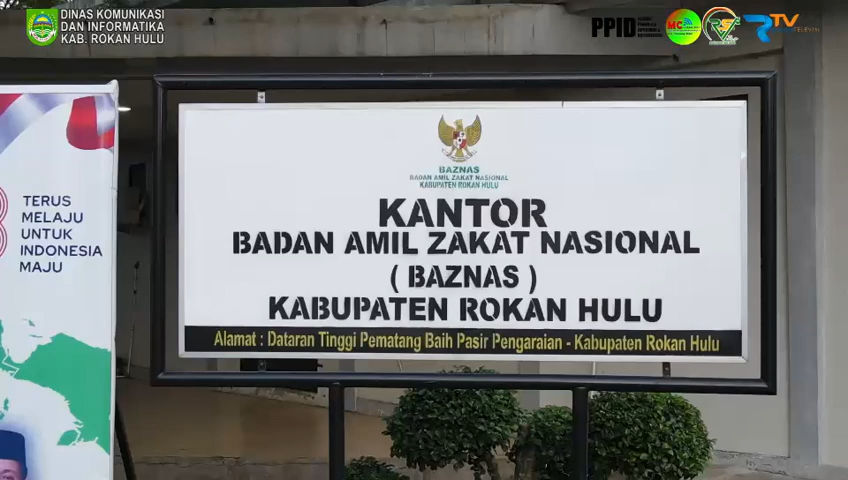 DINAS KOMUNIKASI
DAN INFORMATIKA
KAB. ROKAN HULU
PPID
MC
RTV
TERUS
MELAJU
UNTUK
INDONESIA
MAJU
BAZNAS
BADAN AMIL ZAKAT NASIONAL
KABUPATEN ROKAN HULU
KANTOR
BADAN AMIL ZAKAT NASIONAL
( BAZNAS )
KABUPATEN ROKAN HULU
Alamat : Dataran Tinggi Pematang Baih Pasir Pengaraian - Kabupaten Rokan Hulu